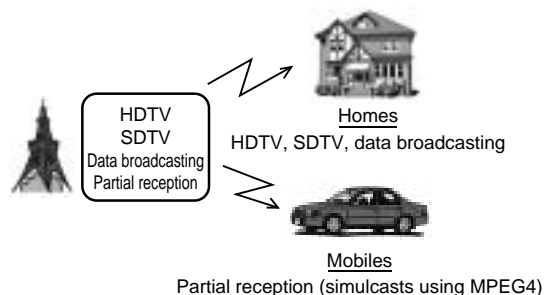 HDTV
SDTV
Data broadcasting
Partial reception
Homes
HDTV, SDTV, data broadcasting
Mobiles
Partial reception (simulcasts using MPEG4)